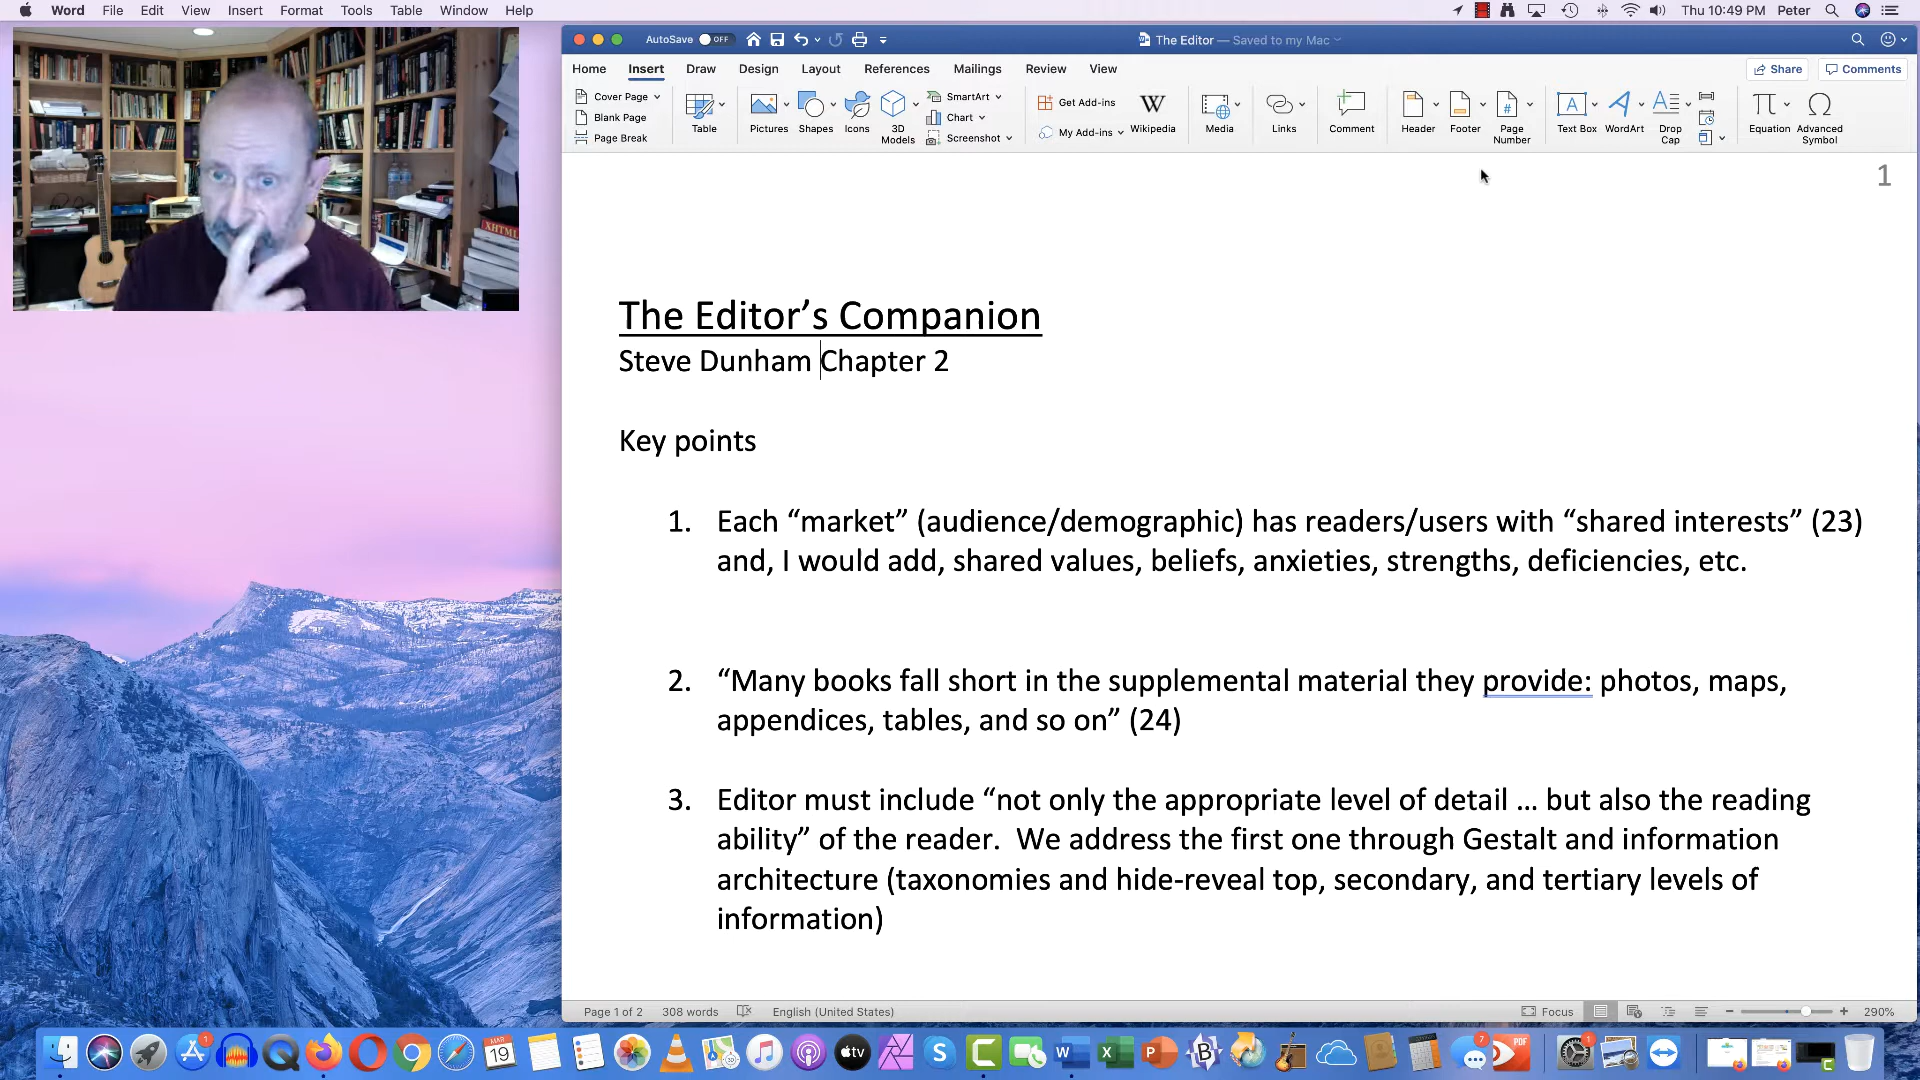 Word File Edit View Insert Format Tools Table Window Help Thu 10:49 PM Peter
AutoSave OFF The Editor — Saved to my Mac
Home Insert Draw Design Layout References Mailings Review View Share Comments
Cover Page
Blank Page
Page Break
Table
Pictures
Shapes
Icons
3D Models
SmartArt
Chart
Screenshot
Get Add-ins
My Add-ins
W
Wikipedia
Media
Links
Comment
Header
Footer
Page Number
Text Box
WordArt
Drop Cap
Equation
Advanced Symbol
1
The Editor’s Companion
Steve Dunham Chapter 2
Key points
1. Each “market” (audience/demographic) has readers/users with “shared interests” (23)
and, I would add, shared values, beliefs, anxieties, strengths, deficiencies, etc.
2. “Many books fall short in the supplemental material they provide: photos, maps,
appendices, tables, and so on” (24)
3. Editor must include “not only the appropriate level of detail … but also the reading
ability” of the reader.  We address the first one through Gestalt and information
architecture (taxonomies and hide-reveal top, secondary, and tertiary levels of
information)
Page 1 of 2 308 words English (United States) Focus 290%
XHTML
MAR
19
tv
PDF